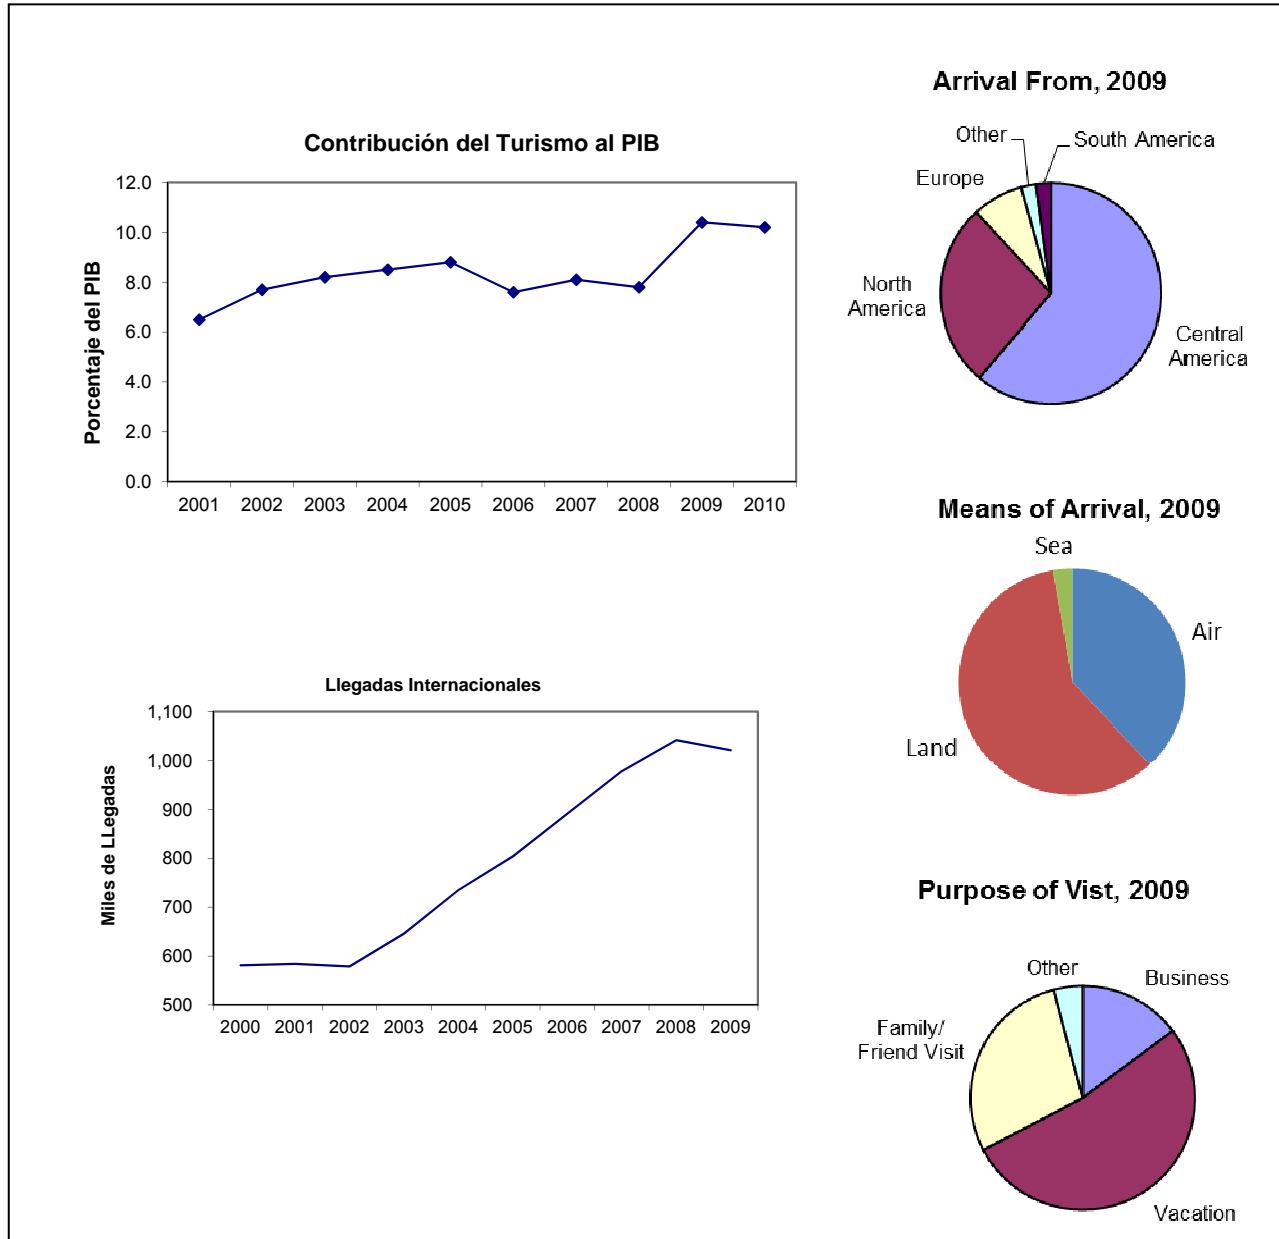 Contribución del Turismo al PIB
Porcentaje del PIB
12.0
10.0
8.0
6.0
4.0
2.0
0.0
2001 2002 2003 2004 2005 2006 2007 2008 2009 2010
Llegadas Internacionales
Miles de LLegadas
1,100
1,000
900
800
700
600
500
2000 2001 2002 2003 2004 2005 2006 2007 2008 2009
Arrival From, 2009
Other
South America
Europe
North
America
Central
America
Means of Arrival, 2009
Sea
Air
Land
Purpose of Vist, 2009
Other
Business
Family/
Friend Visit
Vacation